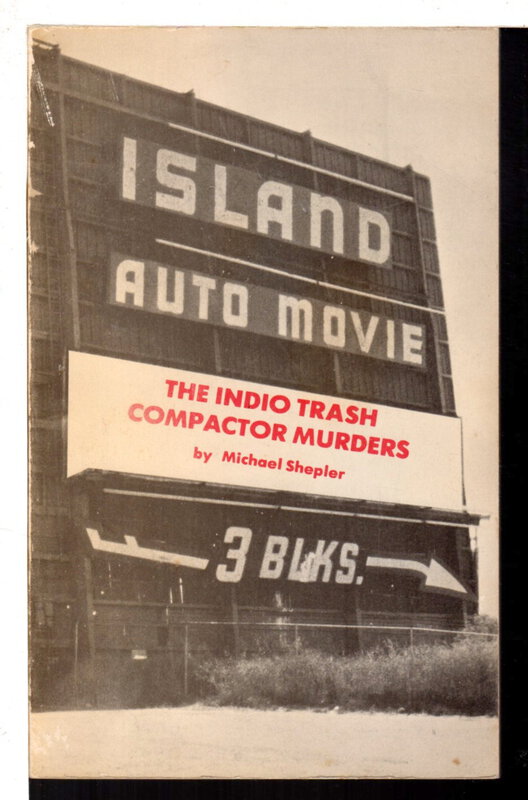 ISLAND
AUTO MOVIE
THE INDIO TRASH
COMPACTOR MURDERS
by Michael Shepler
3 BLKS.